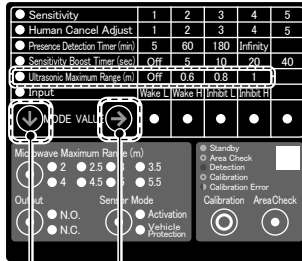 Sensitivity 1 2 3 4 5
Human Cancel Adjust 1 2 3 4 5
Presence Detection Timer (min) 5 60 180 Infinity
Sensitivity Boost Timer (sec) Off 5 10 20 40
Ultrasonic Maximum Range (m) Off 0.6 0.8 1
Input Wake L Wake H Inhibit L Inhibit H
MODE VALUE
Microwave Maximum Range (m)
2 2.5 3.5
4 4.5 5.5
Output Sensor Mode
N.O. Activation
N.C. Vehicle Protection
Standby
Area Check
Detection
Calibration
Calibration Error
Calibration AreaCheck